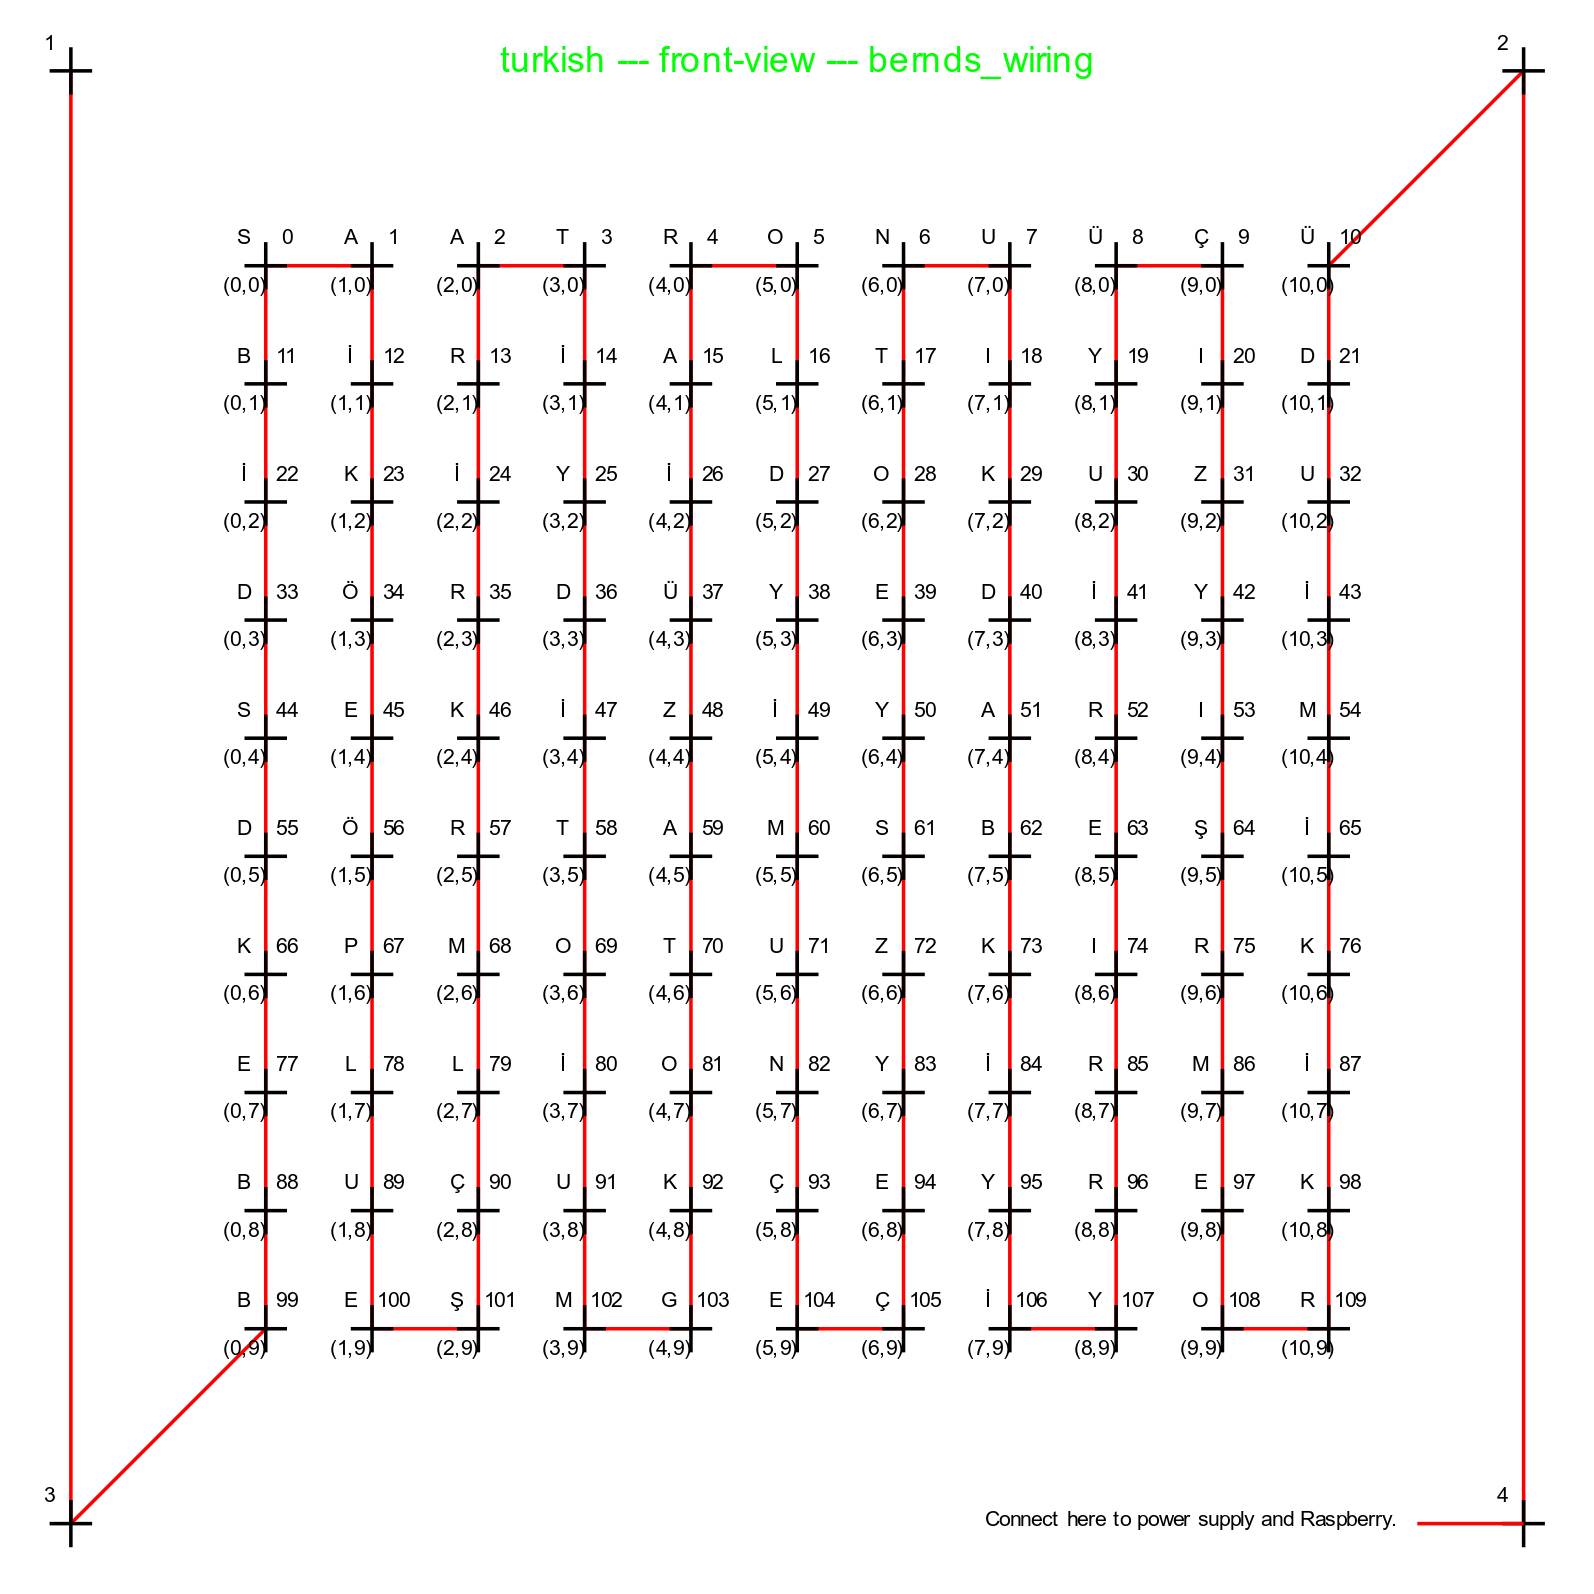 1 2
turkish --- front-view --- bernds_wiring
S 0 A 1 A 2 T 3 R 4 O 5 N 6 U 7 Ü 8 Ç 9 Ü 10
(0,0) (1,0) (2,0) (3,0) (4,0) (5,0) (6,0) (7,0) (8,0) (9,0) (10,0)
B 11 İ 12 R 13 İ 14 A 15 L 16 T 17 I 18 Y 19 I 20 D 21
(0,1) (1,1) (2,1) (3,1) (4,1) (5,1) (6,1) (7,1) (8,1) (9,1) (10,1)
İ 22 K 23 İ 24 Y 25 İ 26 D 27 O 28 K 29 U 30 Z 31 U 32
(0,2) (1,2) (2,2) (3,2) (4,2) (5,2) (6,2) (7,2) (8,2) (9,2) (10,2)
D 33 Ö 34 R 35 D 36 Ü 37 Y 38 E 39 D 40 İ 41 Y 42 İ 43
(0,3) (1,3) (2,3) (3,3) (4,3) (5,3) (6,3) (7,3) (8,3) (9,3) (10,3)
S 44 E 45 K 46 İ 47 Z 48 İ 49 Y 50 A 51 R 52 I 53 M 54
(0,4) (1,4) (2,4) (3,4) (4,4) (5,4) (6,4) (7,4) (8,4) (9,4) (10,4)
D 55 Ö 56 R 57 T 58 A 59 M 60 S 61 B 62 E 63 Ş 64 İ 65
(0,5) (1,5) (2,5) (3,5) (4,5) (5,5) (6,5) (7,5) (8,5) (9,5) (10,5)
K 66 P 67 M 68 O 69 T 70 U 71 Z 72 K 73 I 74 R 75 K 76
(0,6) (1,6) (2,6) (3,6) (4,6) (5,6) (6,6) (7,6) (8,6) (9,6) (10,6)
E 77 L 78 L 79 İ 80 O 81 N 82 Y 83 İ 84 R 85 M 86 İ 87
(0,7) (1,7) (2,7) (3,7) (4,7) (5,7) (6,7) (7,7) (8,7) (9,7) (10,7)
B 88 U 89 Ç 90 U 91 K 92 Ç 93 E 94 Y 95 R 96 E 97 K 98
(0,8) (1,8) (2,8) (3,8) (4,8) (5,8) (6,8) (7,8) (8,8) (9,8) (10,8)
B 99 E 100 Ş 101 M 102 G 103 E 104 Ç 105 İ 106 Y 107 O 108 R 109
(0,9) (1,9) (2,9) (3,9) (4,9) (5,9) (6,9) (7,9) (8,9) (9,9) (10,9)
3 4
Connect here to power supply and Raspberry.